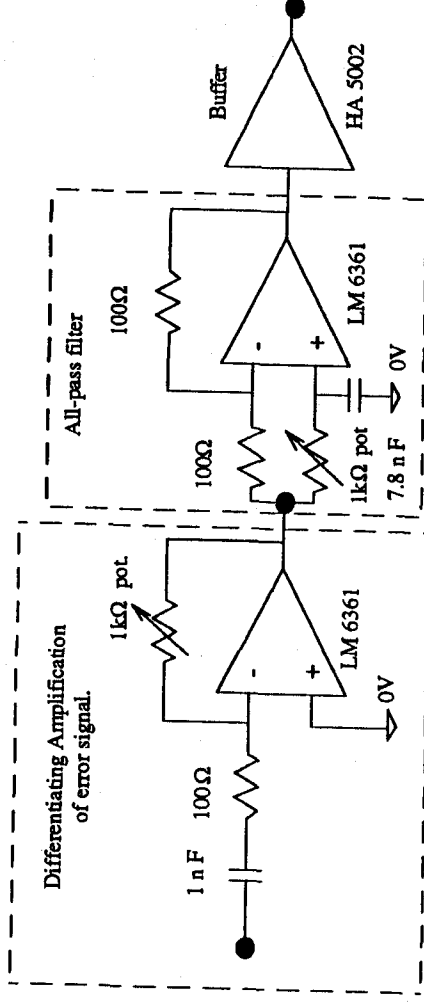 Differentiating Amplification
of error signal.
1 n F
100Ω
1kΩ pot.
-
+
LM 6361
0V
All-pass filter
100Ω
100Ω
-
+
LM 6361
1kΩ pot
7.8 n F
0V
Buffer
HA 5002